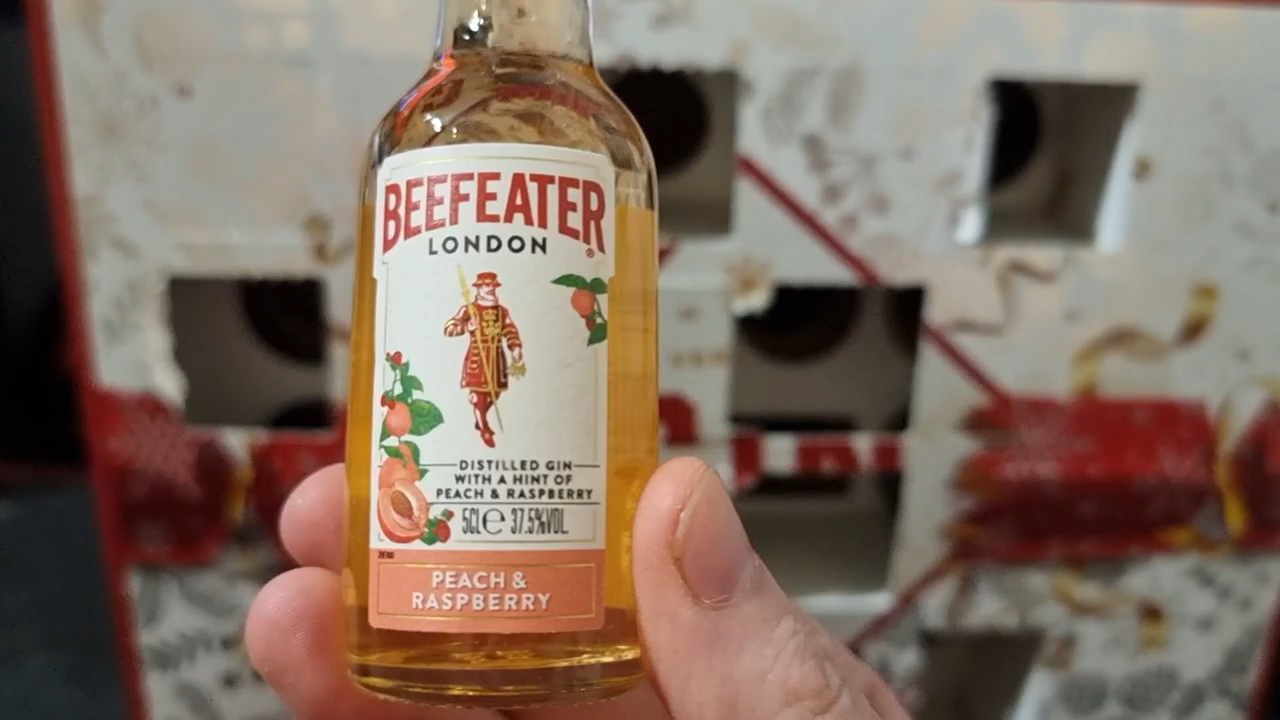 BEEFEATER®
LONDON
DISTILLED GIN
WITH A HINT OF
PEACH & RASPBERRY
5CL e 37.5%VOL.
PEACH &
RASPBERRY